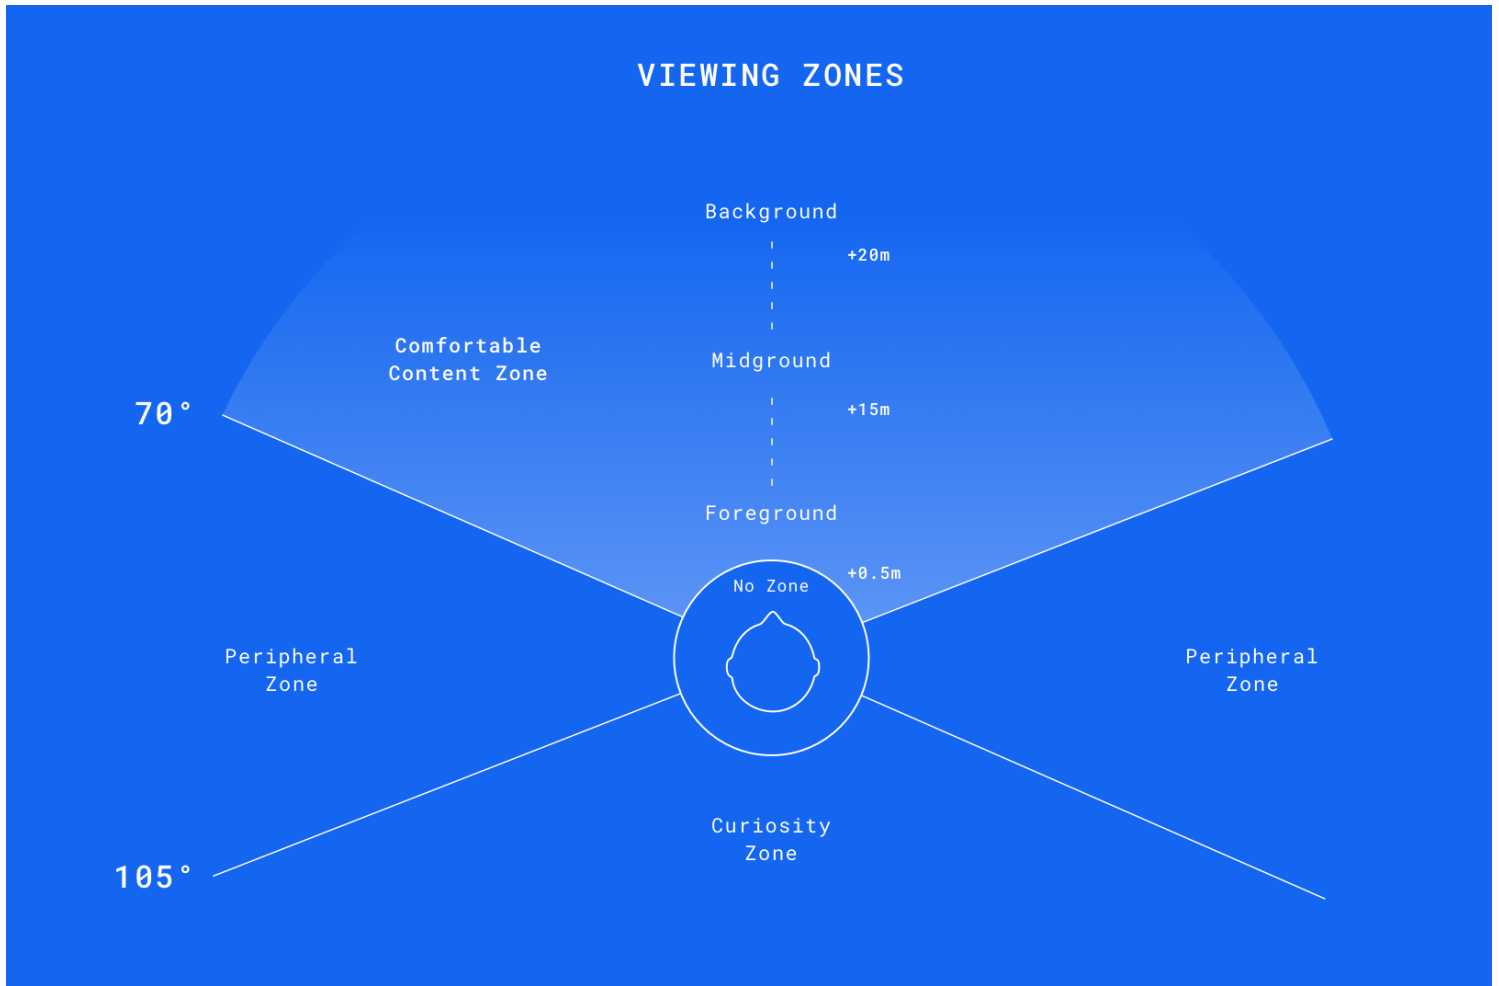 VIEWING ZONES
Background
+20m
Comfortable
Content Zone
Midground
70°
+15m
Foreground
+0.5m
No Zone
Peripheral
Zone
Peripheral
Zone
Curiosity
Zone
105°